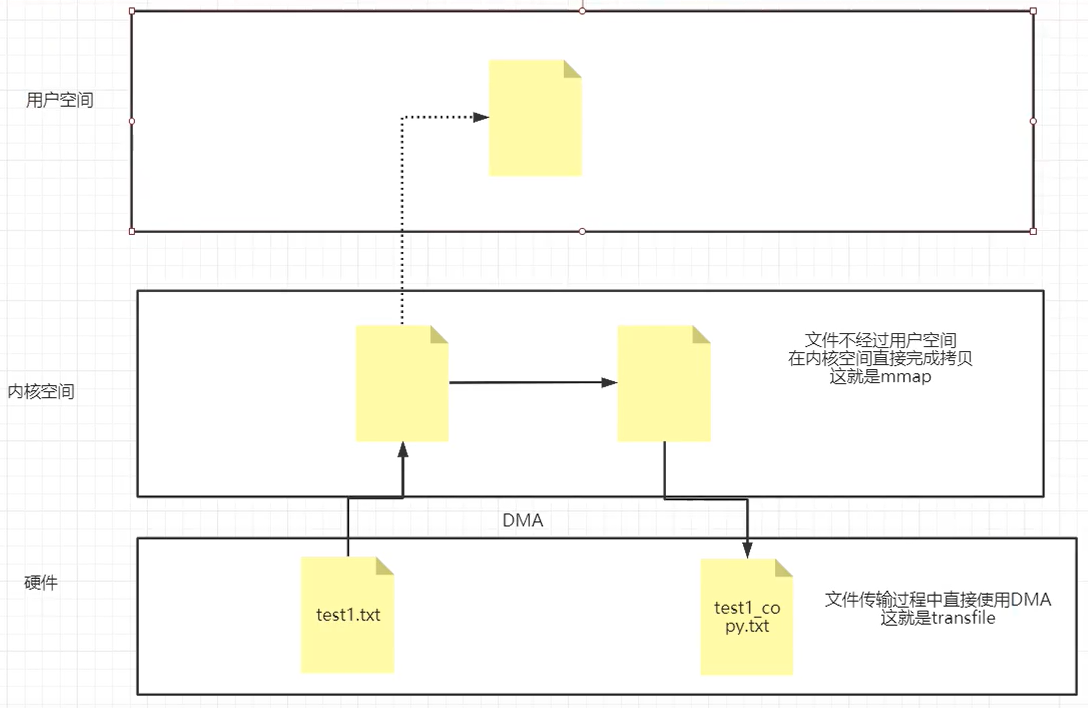 用户空间
文件不经过用户空间
在内核空间直接完成拷贝
这就是mmap
内核空间
DMA
硬件
test1.txt
test1_co
py.txt
文件传输过程中直接使用DMA
这就是transfile